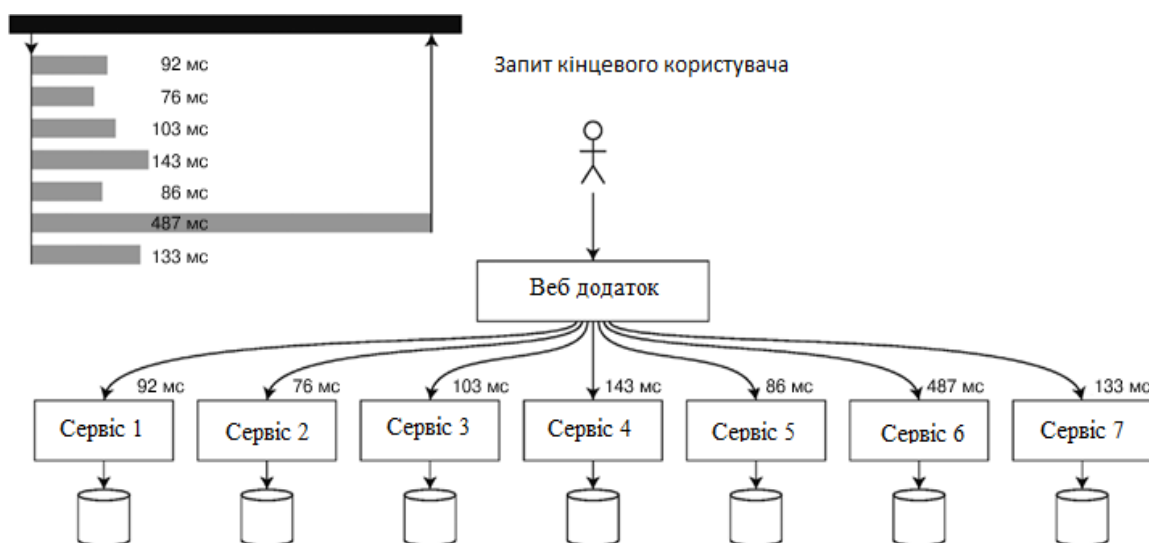 92 мс
76 мс
103 мс
143 мс
86 мс
487 мс
133 мс
Запит кінцевого користувача
Веб додаток
92 мс
76 мс
103 мс
143 мс
86 мс
487 мс
133 мс
Сервіс 1
Сервіс 2
Сервіс 3
Сервіс 4
Сервіс 5
Сервіс 6
Сервіс 7